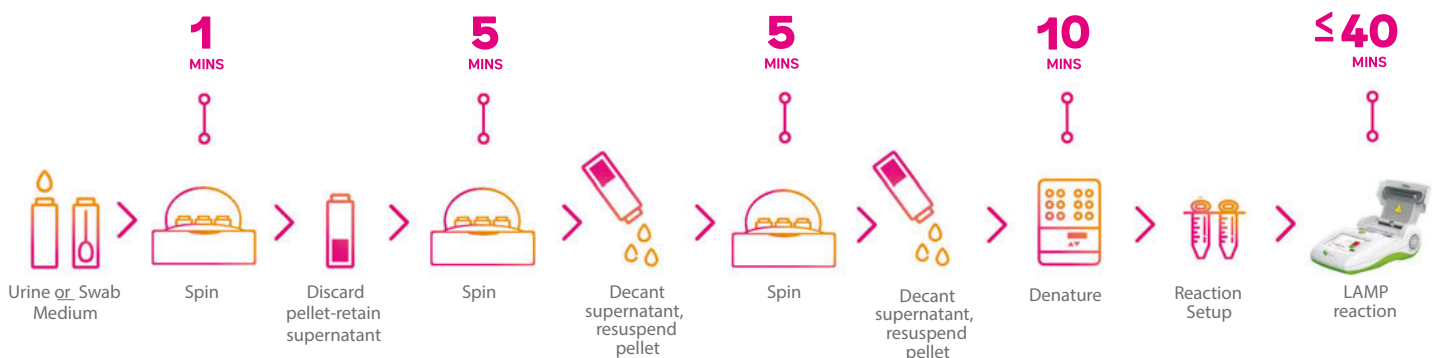 1
MINS
5
MINS
5
MINS
10
MINS
≤40
MINS
Urine or Swab
Medium
Spin
Discard
pellet-retain
supernatant
Spin
Decant
supernatant,
resuspend
pellet
Spin
Decant
supernatant,
resuspend
pellet
Denature
Reaction
Setup
LAMP
reaction